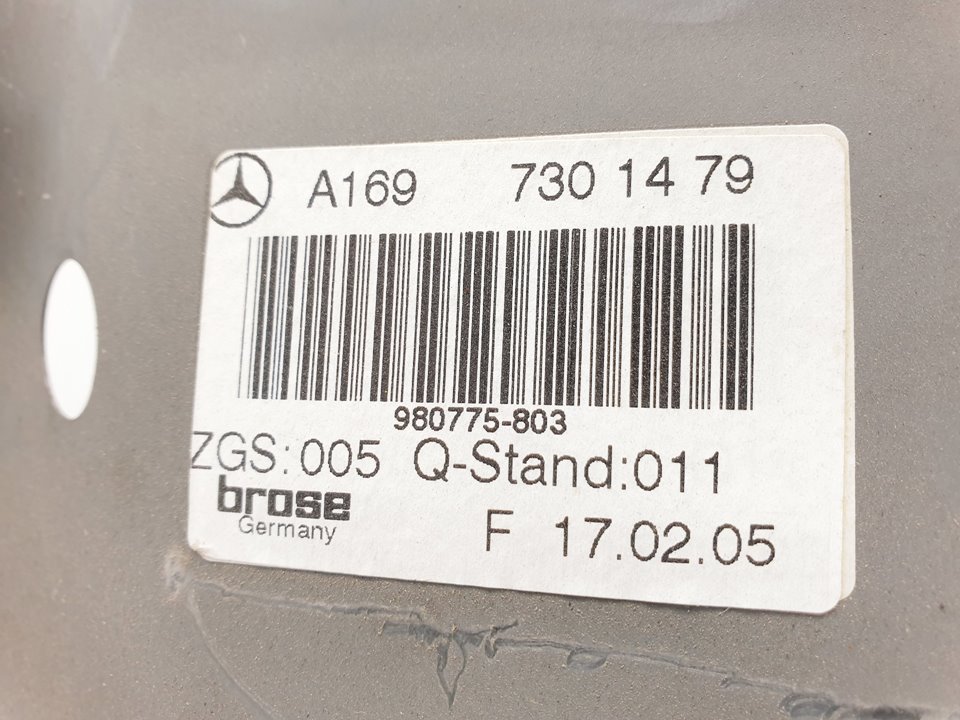 A169 730 14 79
980775-803
ZGS:005 Q-Stand:011
brose
Germany
F 17.02.05